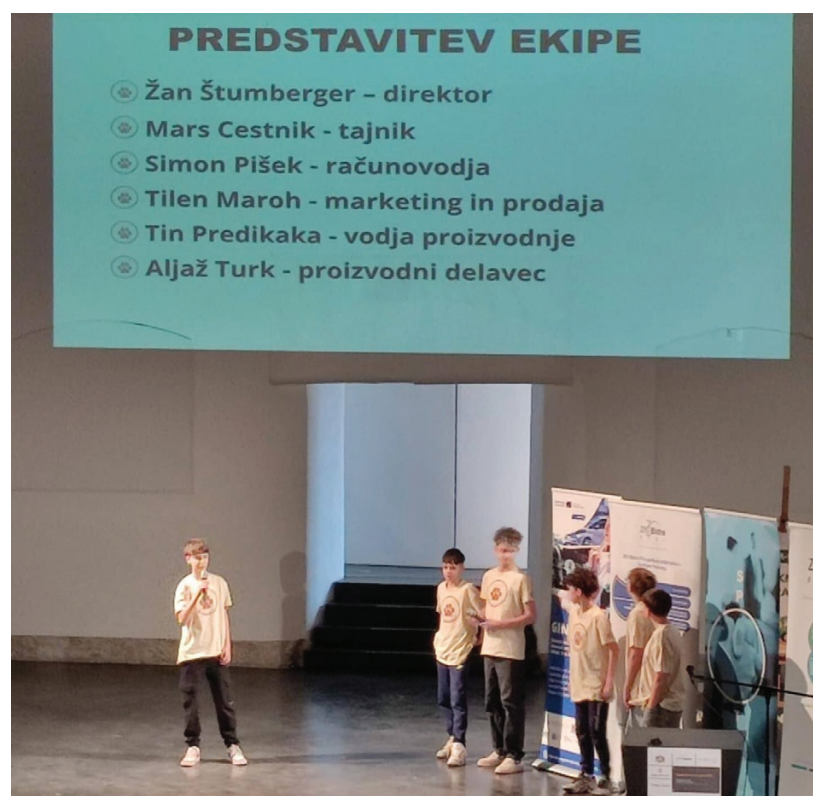 PREDSTAVITEV EKIPE
Žan Štumberger – direktor
Mars Cestnik - tajnik
Simon Pišek - računovodja
Tilen Maroh - marketing in prodaja
Tin Predikaka - vodja proizvodnje
Aljaž Turk - proizvodni delavec